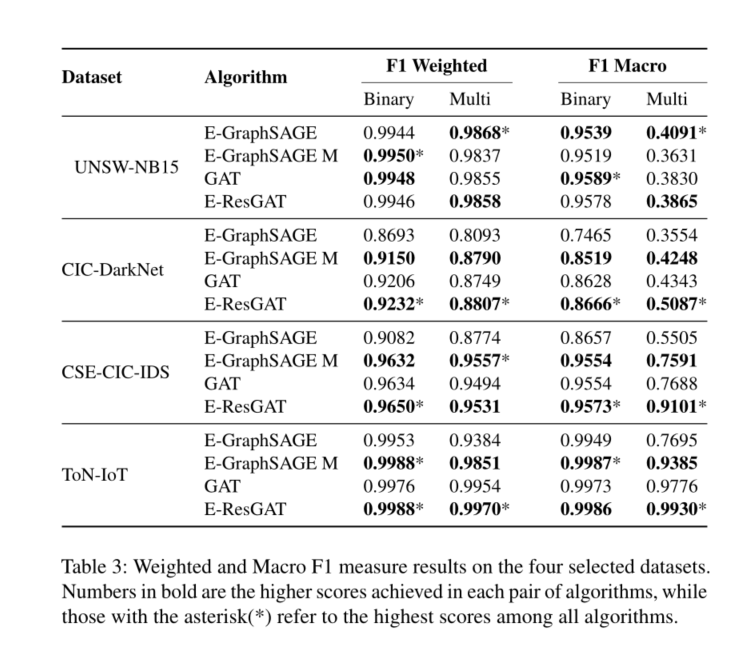 Dataset Algorithm F1 Weighted F1 Macro
Binary Multi Binary Multi
UNSW-NB15
E-GraphSAGE 0.9944 0.9868* 0.9539 0.4091*
E-GraphSAGE M 0.9950* 0.9837 0.9519 0.3631
GAT 0.9948 0.9855 0.9589* 0.3830
E-ResGAT 0.9946 0.9858 0.9578 0.3865
CIC-DarkNet
E-GraphSAGE 0.8693 0.8093 0.7465 0.3554
E-GraphSAGE M 0.9150 0.8790 0.8519 0.4248
GAT 0.9206 0.8749 0.8628 0.4343
E-ResGAT 0.9232* 0.8807* 0.8666* 0.5087*
CSE-CIC-IDS
E-GraphSAGE 0.9082 0.8774 0.8657 0.5505
E-GraphSAGE M 0.9632 0.9557* 0.9554 0.7591
GAT 0.9634 0.9494 0.9554 0.7688
E-ResGAT 0.9650* 0.9531 0.9573* 0.9101*
ToN-IoT
E-GraphSAGE 0.9953 0.9384 0.9949 0.7695
E-GraphSAGE M 0.9988* 0.9851 0.9987* 0.9385
GAT 0.9976 0.9954 0.9973 0.9776
E-ResGAT 0.9988* 0.9970* 0.9986 0.9930*
Table 3: Weighted and Macro F1 measure results on the four selected datasets.
Numbers in bold are the higher scores achieved in each pair of algorithms, while
those with the asterisk(*) refer to the highest scores among all algorithms.